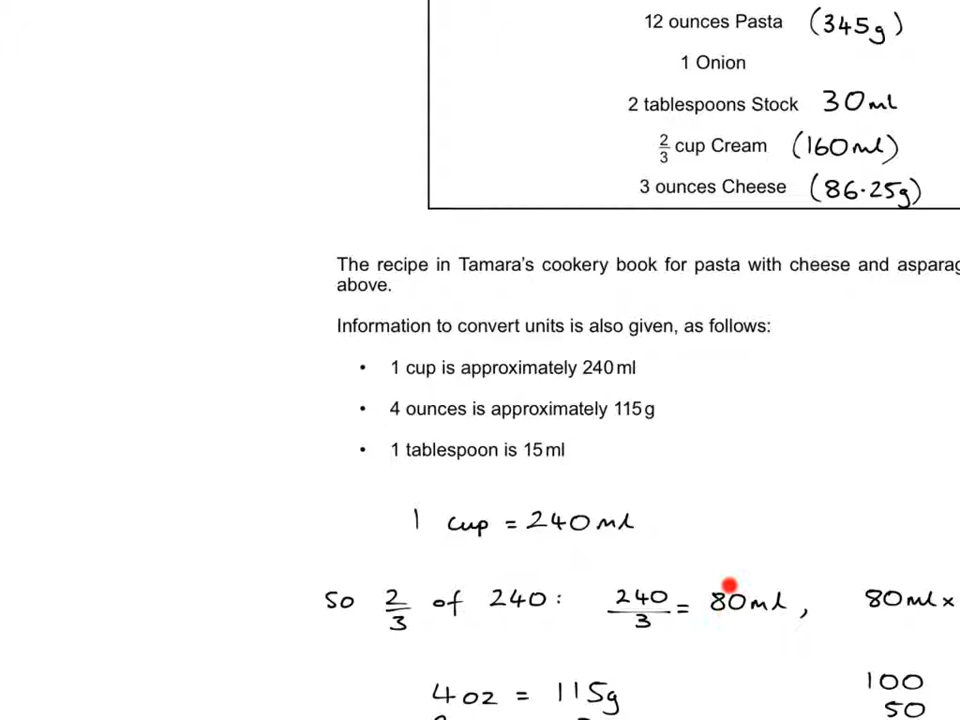 12 ounces Pasta (345g)
1 Onion
2 tablespoons Stock 30ml
2/3 cup Cream (160ml)
3 ounces Cheese (86.25g)
The recipe in Tamara's cookery book for pasta with cheese and asparag
above.
Information to convert units is also given, as follows:
• 1 cup is approximately 240 ml
• 4 ounces is approximately 115 g
• 1 tablespoon is 15 ml
1 cup = 240ml
So 2/3 of 240: 240/3 = 80ml, 80ml x
4oz = 115g 100
50